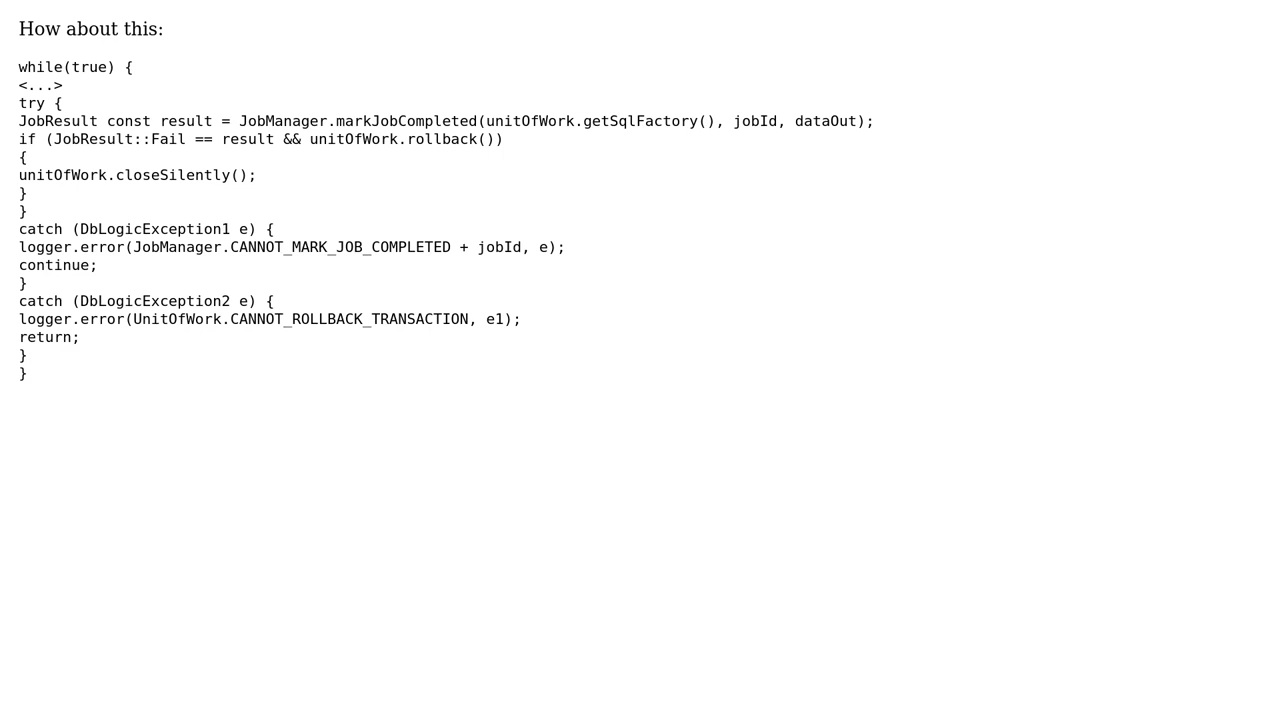 How about this:
while(true) {
<...>
try {
JobResult const result = JobManager.markJobCompleted(unitOfWork.getSqlFactory(), jobId, dataOut);
if (JobResult::Fail == result && unitOfWork.rollback())
{
unitOfWork.closeSilently();
}
}
catch (DbLogicException1 e) {
logger.error(JobManager.CANNOT_MARK_JOB_COMPLETED + jobId, e);
continue;
}
catch (DbLogicException2 e) {
logger.error(UnitOfWork.CANNOT_ROLLBACK_TRANSACTION, e1);
return;
}
}